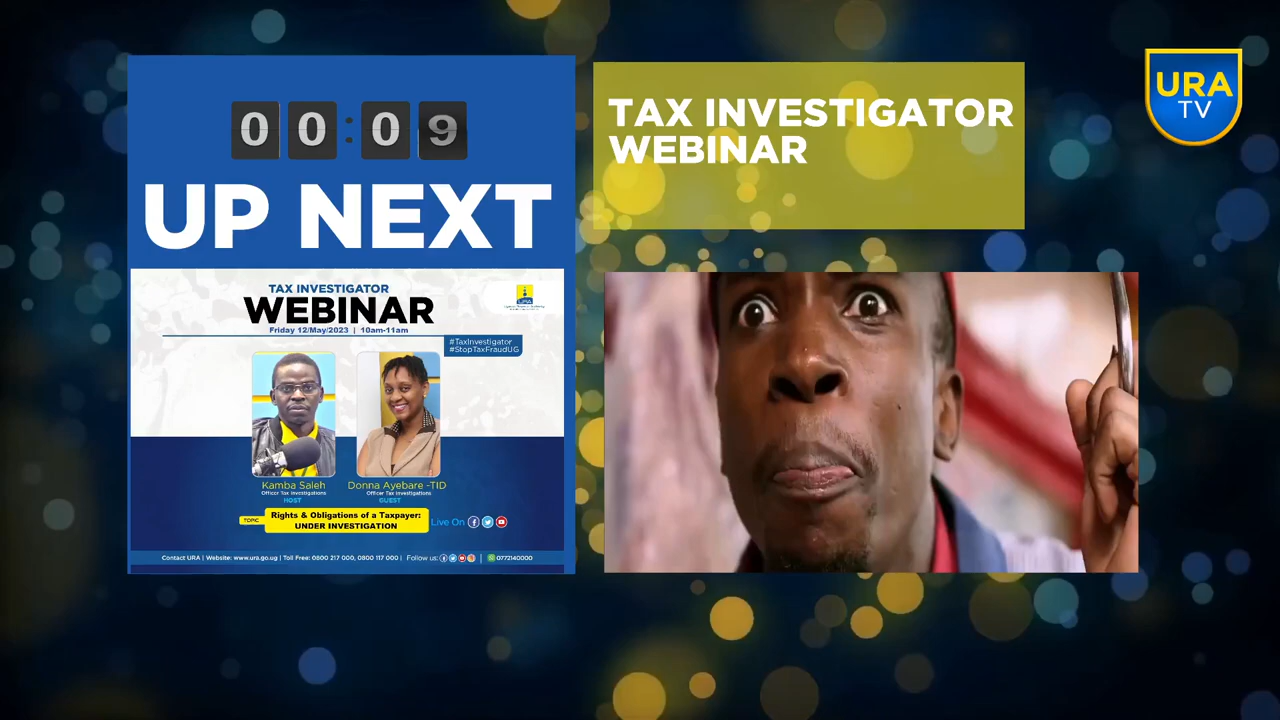 00:09
UP NEXT
TAX INVESTIGATOR
WEBINAR
Friday 12/May/2023 | 10am-11am
URA
#TaxInvestigator
#StopTaxFraudUG
Kamba Saleh
Officer Tax Investigations
HOST
Donna Ayebare -TID
Officer Tax Investigations
GUEST
TOPIC
Rights & Obligations of a Taxpayer:
UNDER INVESTIGATION
Live On
Contact URA | Website: www.ura.go.ug | Toll Free: 0800 217 000, 0800 117 000 | Follow us: | 0772140000
TAX INVESTIGATOR
WEBINAR
URA
TV